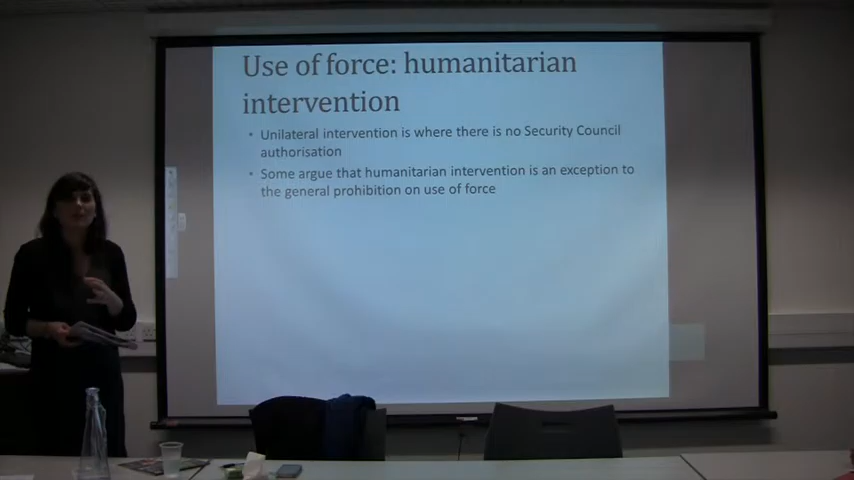 Use of force: humanitarian
intervention
• Unilateral intervention is where there is no Security Council
authorisation
• Some argue that humanitarian intervention is an exception to
the general prohibition on use of force